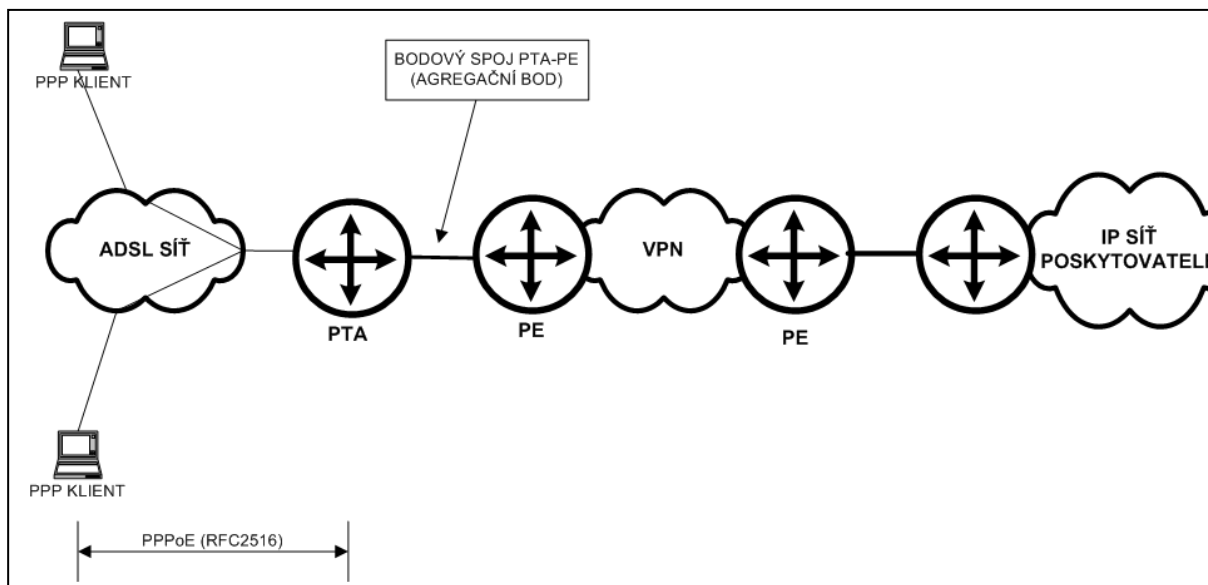 PPP KLIENT
BODOVÝ SPOJ PTA-PE
(AGREGAČNÍ BOD)
ADSL SÍŤ
PTA
PE
VPN
PE
IP SÍŤ
POSKYTOVATELE
PPP KLIENT
PPPoE (RFC2516)